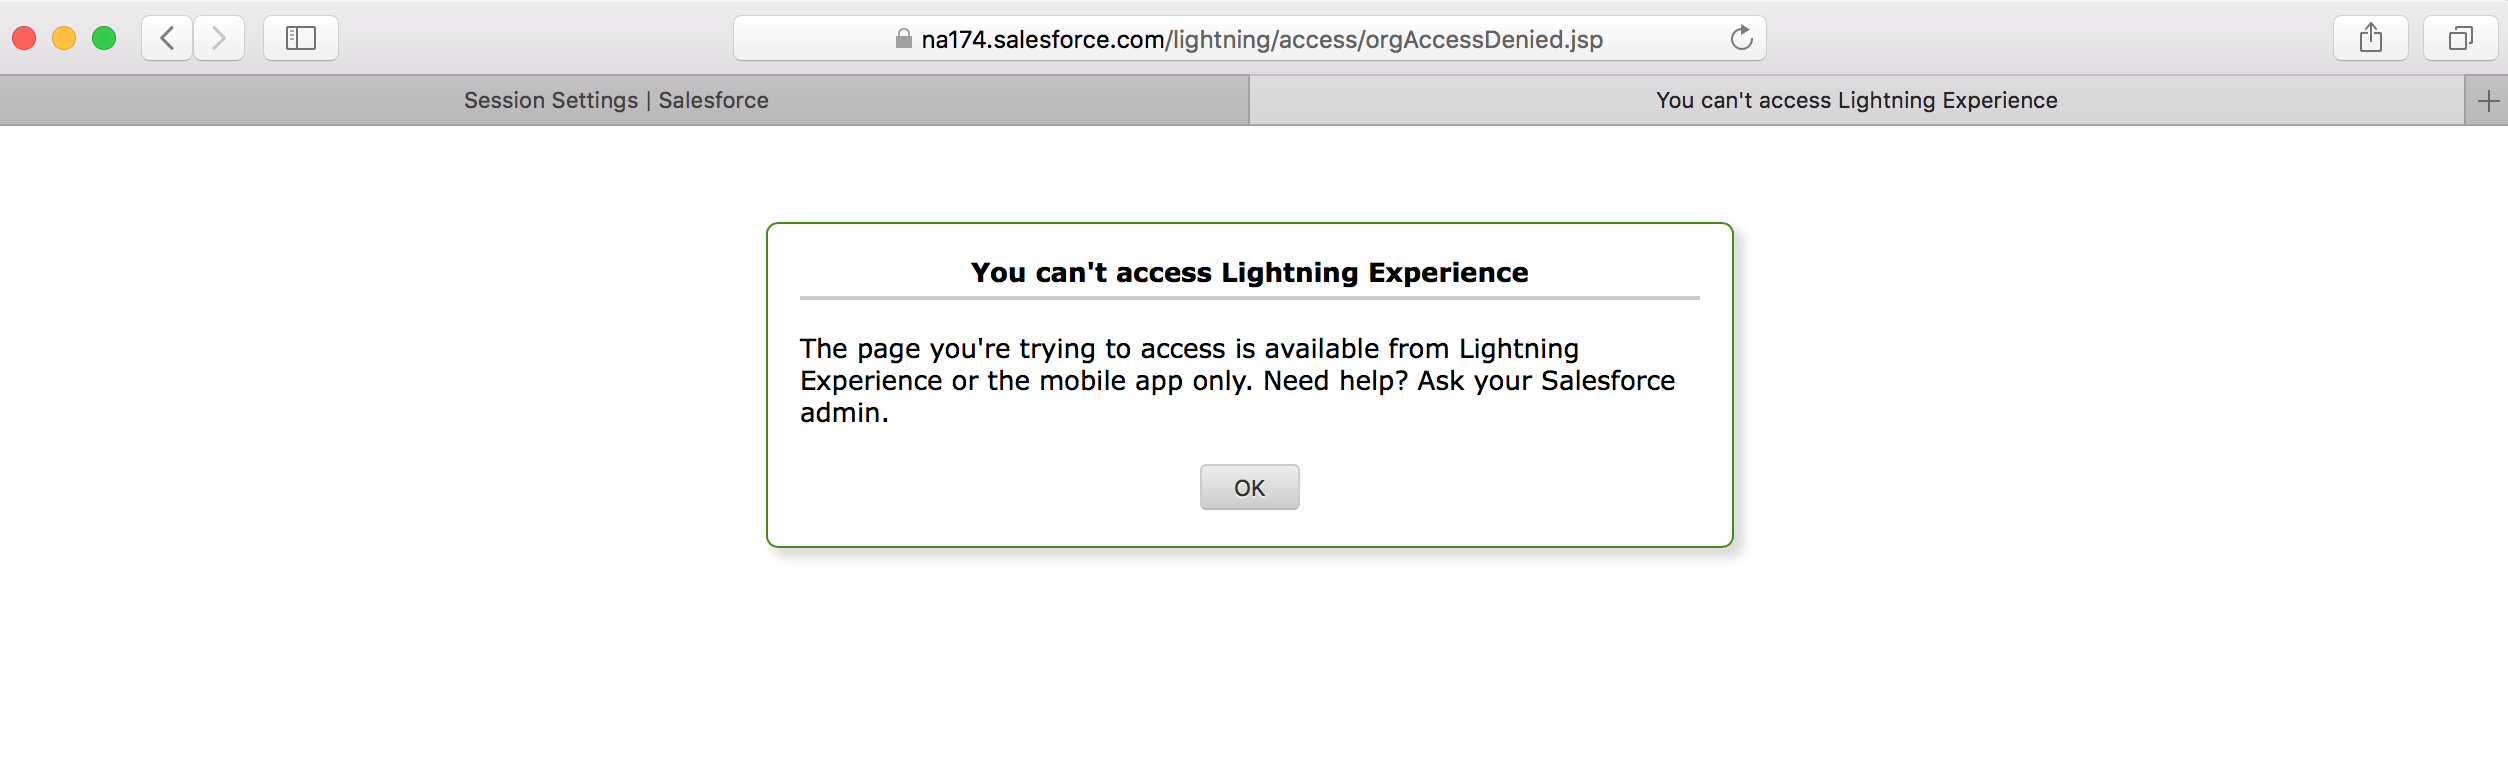 na174.salesforce.com/lightning/access/orgAccessDenied.jsp
Session Settings | Salesforce
You can't access Lightning Experience
You can't access Lightning Experience
The page you're trying to access is available from Lightning
Experience or the mobile app only. Need help? Ask your Salesforce
admin.
OK